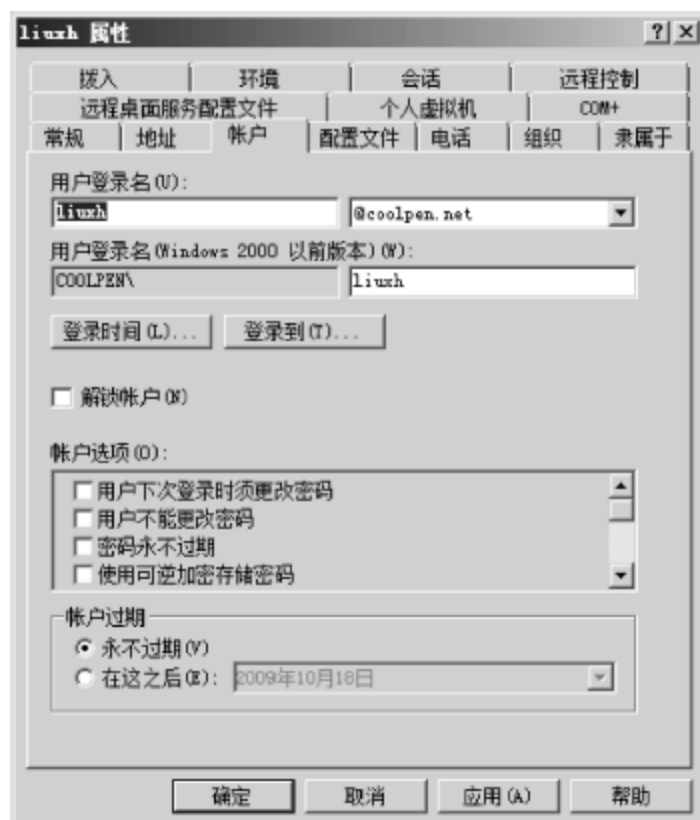 liuxh 属性
拨入 环境 会话 远程控制
远程桌面服务配置文件 个人虚拟机 COM+
常规 地址 帐户 配置文件 电话 组织 隶属于
用户登录名(U):
liuxh @coolpen.net
用户登录名(Windows 2000 以前版本)(W):
COOLPEN\ liuxh
登录时间(L)... 登录到(T)...
解锁帐户(N)
帐户选项(O):
用户下次登录时须更改密码
用户不能更改密码
密码永不过期
使用可逆加密存储密码
帐户过期
永不过期(V)
在这之后(E): 2009年10月18日
确定 取消 应用(A) 帮助